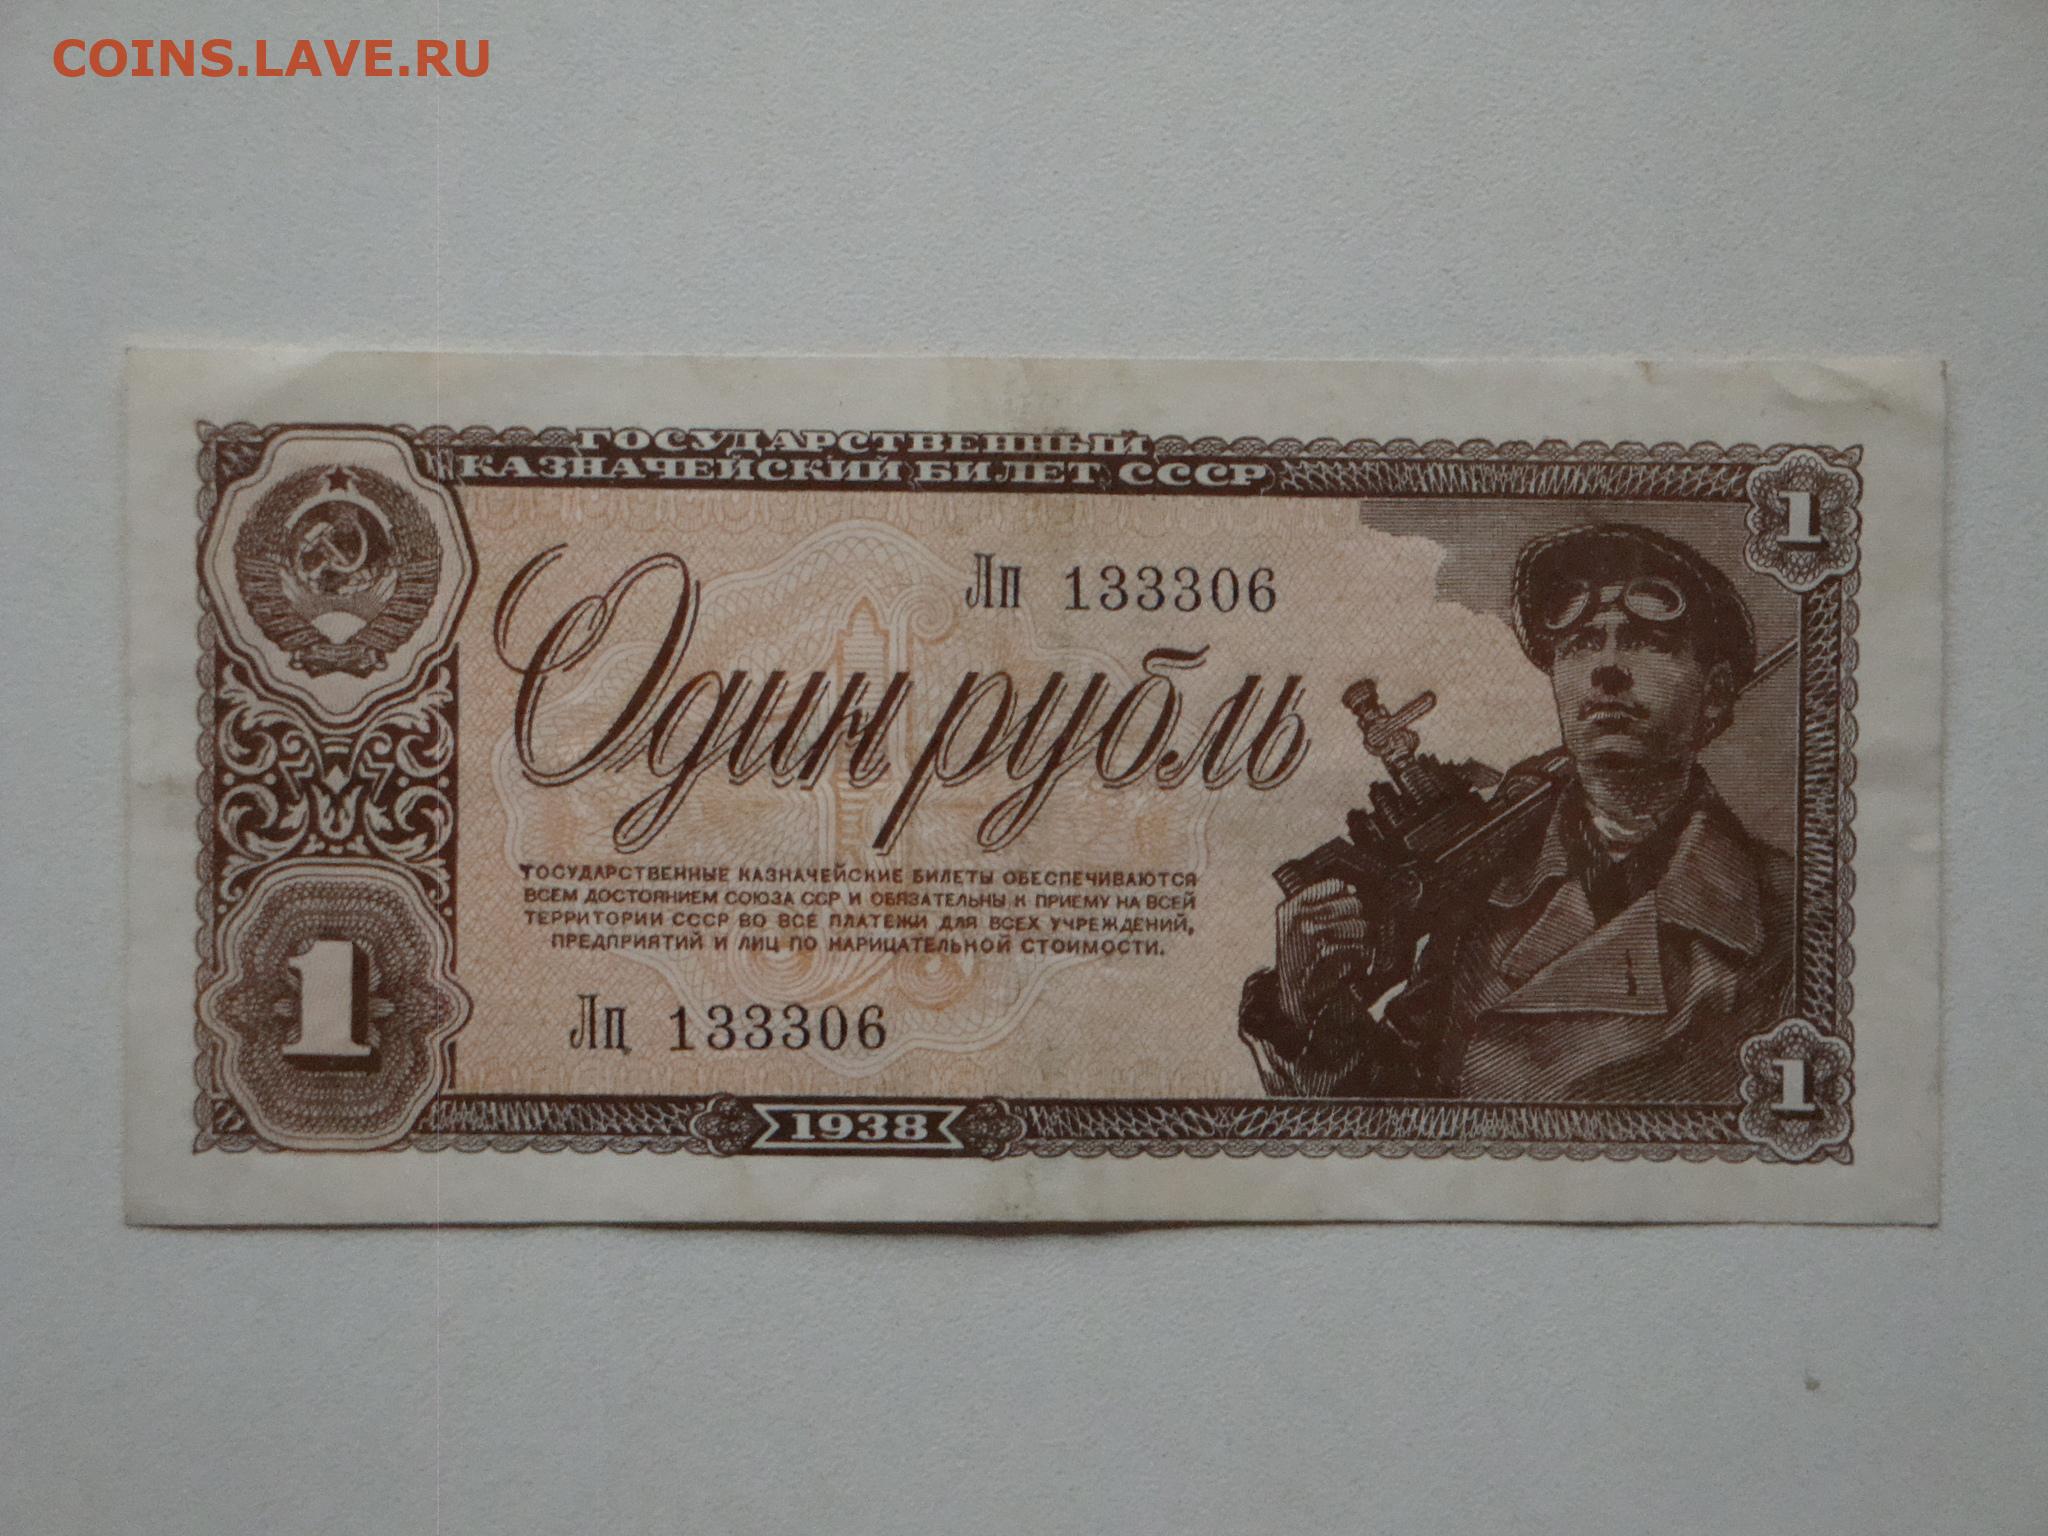 COINS.LAVE.RU
ГОСУДАРСТВЕННЫЙ
КАЗНАЧЕЙСКИЙ БИЛЕТ СССР
1
Лп 133306
Один рубль
ГОСУДАРСТВЕННЫЕ КАЗНАЧЕЙСКИЕ БИЛЕТЫ ОБЕСПЕЧИВАЮТСЯ
ВСЕМ ДОСТОЯНИЕМ СОЮЗА ССР И ОБЯЗАТЕЛЬНЫ К ПРИЕМУ НА ВСЕЙ
ТЕРРИТОРИИ СССР ВО ВСЕ ПЛАТЕЖИ ДЛЯ ВСЕХ УЧРЕЖДЕНИЙ,
ПРЕДПРИЯТИЙ И ЛИЦ ПО НАРИЦАТЕЛЬНОЙ СТОИМОСТИ.
1
Лц 133306
1
1938